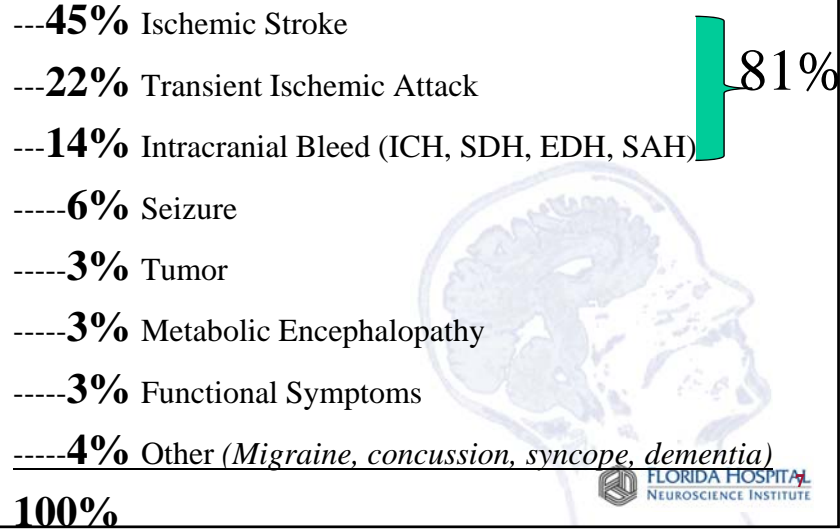 ---45% Ischemic Stroke
---22% Transient Ischemic Attack
81%
---14% Intracranial Bleed (ICH, SDH, EDH, SAH)
-----6% Seizure
-----3% Tumor
-----3% Metabolic Encephalopathy
-----3% Functional Symptoms
-----4% Other (Migraine, concussion, syncope, dementia)
FLORIDA HOSPITAL
7
NEUROSCIENCE INSTITUTE
100%